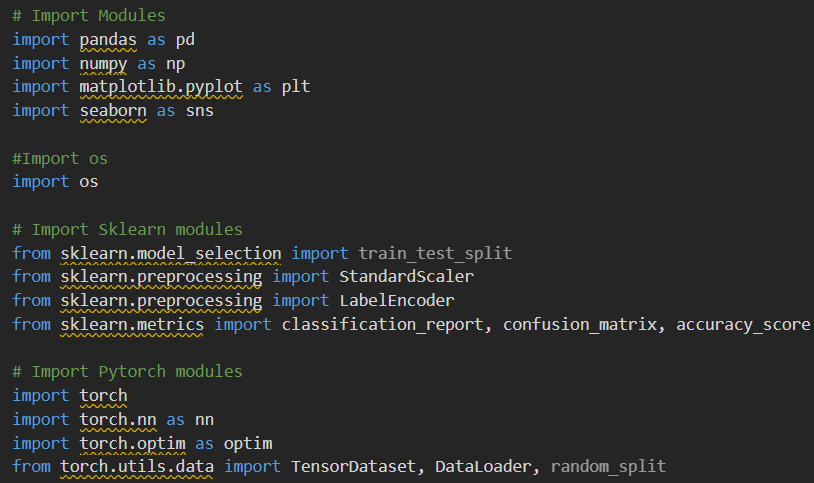 # Import Modules
import pandas as pd
import numpy as np
import matplotlib.pyplot as plt
import seaborn as sns
#Import os
import os
# Import Sklearn modules
from sklearn.model_selection import train_test_split
from sklearn.preprocessing import StandardScaler
from sklearn.preprocessing import LabelEncoder
from sklearn.metrics import classification_report, confusion_matrix, accuracy_score
# Import Pytorch modules
import torch
import torch.nn as nn
import torch.optim as optim
from torch.utils.data import TensorDataset, DataLoader, random_split